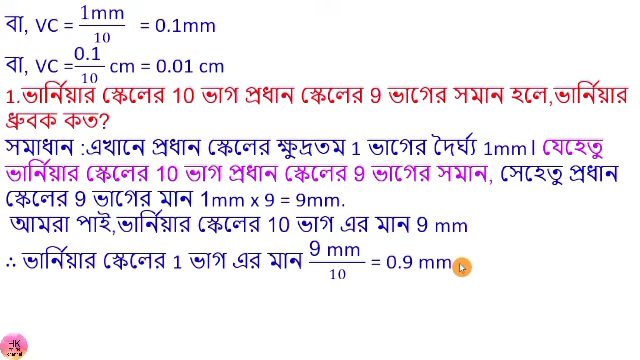 বা, VC = 1mm/10 = 0.1mm
বা, VC = 0.1/10 cm = 0.01 cm
1.ভার্নিয়ার স্কেলের 10 ভাগ প্রধান স্কেলের 9 ভাগের সমান হলে,ভার্নিয়ার
ধ্রুবক কত?
সমাধান :এখানে প্রধান স্কেলের ক্ষুদ্রতম 1 ভাগের দৈর্ঘ্য 1mm। যেহেতু
ভার্নিয়ার স্কেলের 10 ভাগ প্রধান স্কেলের 9 ভাগের সমান, সেহেতু প্রধান
স্কেলের 9 ভাগের মান 1mm x 9 = 9mm.
আমরা পাই,ভার্নিয়ার স্কেলের 10 ভাগ এর মান 9 mm
∴ ভার্নিয়ার স্কেলের 1 ভাগ এর মান 9 mm/10 = 0.9 mm
HK